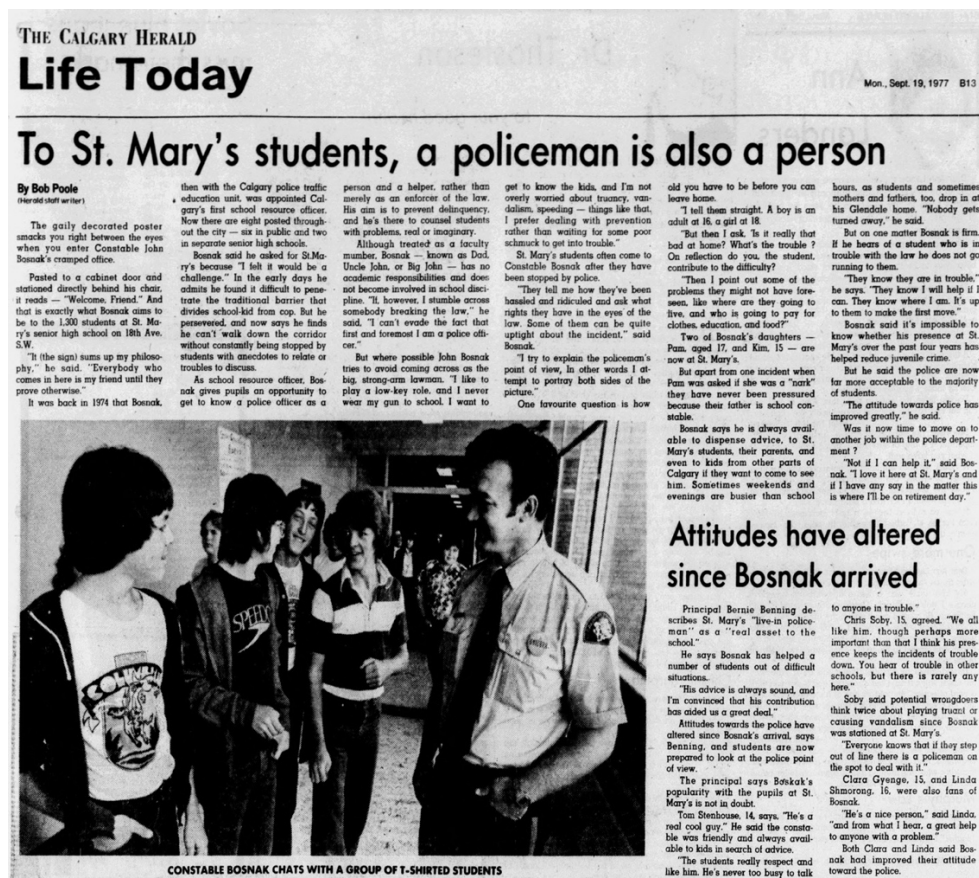 THE CALGARY HERALD
Life Today
Mon., Sept. 19, 1977 B13
To St. Mary's students, a policeman is also a person
By Bob Poole
(Herald staff writer)
The gaily decorated poster
smacks you right between the eyes
when you enter Constable John
Bosnak's cramped office.
Pasted to a cabinet door and
stationed directly behind his chair,
it reads — "Welcome, Friend." And
that is exactly what Bosnak aims to
be to the 1,300 students at St. Ma-
ry's senior high school on 18th Ave.
S.W.
"It (the sign) sums up my philoso-
phy," he said. "Everybody who
comes in here is my friend until they
prove otherwise."
It was back in 1974 that Bosnak,
then with the Calgary police traffic
education unit, was appointed Cal-
gary's first school resource officer.
Now there are eight posted through-
out the city — six in public and two
in separate senior high schools.
Bosnak said he asked for St.Ma-
ry's because "I felt it would be a
challenge." In the early days he
admits he found it difficult to pene-
trate the traditional barrier that
divides school-kid from cop. But he
persevered, and now says he finds
he can't walk down the corridor
without constantly being stopped by
students with anecdotes to relate or
troubles to discuss.
As school resource officer, Bos-
nak gives pupils an opportunity to
get to know a police officer as a
person and a helper, rather than
merely as an enforcer of the law.
His aim is to prevent delinquency,
and he's there to counsel students
with problems, real or imaginary.
Although treated as a faculty
mumber, Bosnak — known as Dad,
Uncle John, or Big John — has no
academic responsibilities and does
not become involved in school disci-
pline. "If, however, I stumble across
somebody breaking the law," he
said, "I can't evade the fact that
first and foremost I am a police offi-
cer."
But where possible John Bosnak
tries to avoid coming across as the
big, strong-arm lawman. "I like to
play a low-key role, and I never
wear my gun to school. I want to
get to know the kids, and I'm not
overly worried about truancy, van-
dalism, speeding — things like that,
I prefer dealing with prevention
rather than waiting for some poor
schmuck to get into trouble."
St. Mary's students often come to
Constable Bosnak after they have
been stopped by police.
"They tell me how they've been
hassled and ridiculed and ask what
rights they have in the eyes of the
law. Some of them can be quite
uptight about the incident," said
Bosnak.
"I try to explain the policeman's
point of view, In other words I at-
tempt to portray both sides of the
picture."
One favourite question is how
old you have to be before you can
leave home.
"I tell them straight. A boy is an
adult at 16, a girl at 18.
"But then I ask, 'Is it really that
bad at home? What's the trouble ?
On reflection do you, the student,
contribute to the difficulty?
Then I point out some of the
problems they might not have fore-
seen, like where are they going to
live, and who is going to pay for
clothes, education, and food?"
Two of Bosnak's daughters —
Pam, aged 17, and Kim, 15 — are
now at St. Mary's.
But apart from one incident when
Pam was asked if she was a "nark"
they have never been pressured
because their father is school con-
stable.
Bosnak says he is always avail-
able to dispense advice, to St.
Mary's students, their parents, and
even to kids from other parts of
Calgary if they want to come to see
him. Sometimes weekends and
evenings are busier than school
hours, as students and sometimes
mothers and fathers, too, drop in at
his Glendale home. "Nobody gets
turned away," he said.
But on one matter Bosnak is firm.
If he hears of a student who is in
trouble with the law he does not go
running to them.
"They know they are in trouble,"
he says. "They know I will help if I
can. They know where I am. It's up
to them to make the first move."
Bosnak said it's impossible to
know whether his presence at St.
Mary's over the past four years has
helped reduce juvenile crime.
But he said the police are now
far more acceptable to the majority
of students.
"The attitude towards police has
improved greatly," he said.
Was it now time to move on to
another job within the police depart-
ment ?
"Not if I can help it," said Bos-
nak. "I love it here at St. Mary's and
if I have any say in the matter this
is where I'll be on retirement day."
SPEEDO
COLUMBIA
CONSTABLE BOSNAK CHATS WITH A GROUP OF T-SHIRTED STUDENTS
Attitudes have altered
since Bosnak arrived
Principal Bernie Benning de-
scribes St. Mary's "live-in police-
man" as a "real asset to the
school."
He says Bosnak has helped a
number of students out of difficult
situations.
"His advice is always sound, and
I'm convinced that his contribution
has aided us a great deal."
Attitudes towards the police have
altered since Bosnak's arrival, says
Benning, and students are now
prepared to look at the police point
of view.
The principal says Boskak's
popularity with the pupils at St.
Mary's is not in doubt.
Tom Stenhouse, 14, says, "He's a
real cool guy." He said the consta-
ble was friendly and always avail-
able to kids in search of advice.
"The students really respect and
like him. He's never too busy to talk
to anyone in trouble."
Chris Soby, 15, agreed. "We all
like him, though perhaps more
important than that I think his pres-
ence keeps the incidents of trouble
down. You hear of trouble in other
schools, but there is rarely any
here."
Soby said potential wrongdoers
think twice about playing truant or
causing vandalism since Bosnak
was stationed at St. Mary's.
"Everyone knows that if they step
out of line there is a policeman on
the spot to deal with it."
Clara Gyenge, 15, and Linda
Shmorong, 16, were also fans of
Bosnak.
"He's a nice person," said Linda,
"and from what I hear, a great help
to anyone with a problem."
Both Clara and Linda said Bos-
nak had improved their attitude
toward the police.